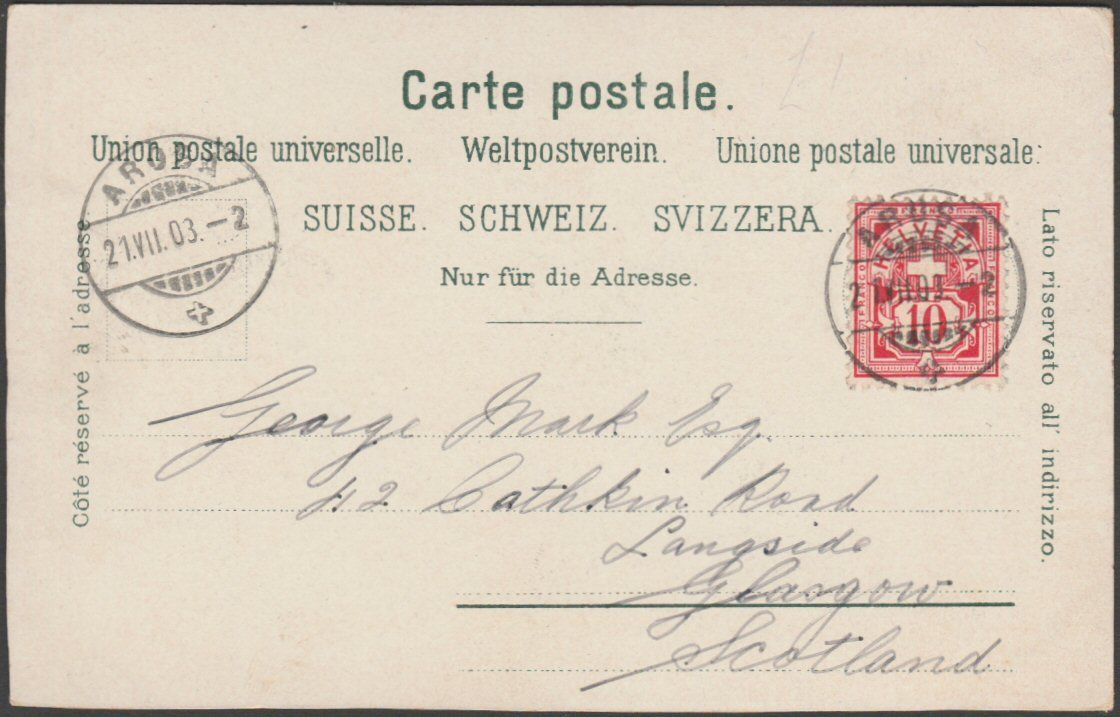 Carte postale.
Union postale universelle. Weltpostverein. Unione postale universale.
SUISSE. SCHWEIZ. SVIZZERA.
Nur für die Adresse.
Côté réservé à l'adresse.
Lato riservato all' indirizzo.
AROSA
21.VII.03.–2
HELVETIA
FRANCO
10
George Mark Esq.
42 Cathkin Road
Langside
Glasgow
Scotland